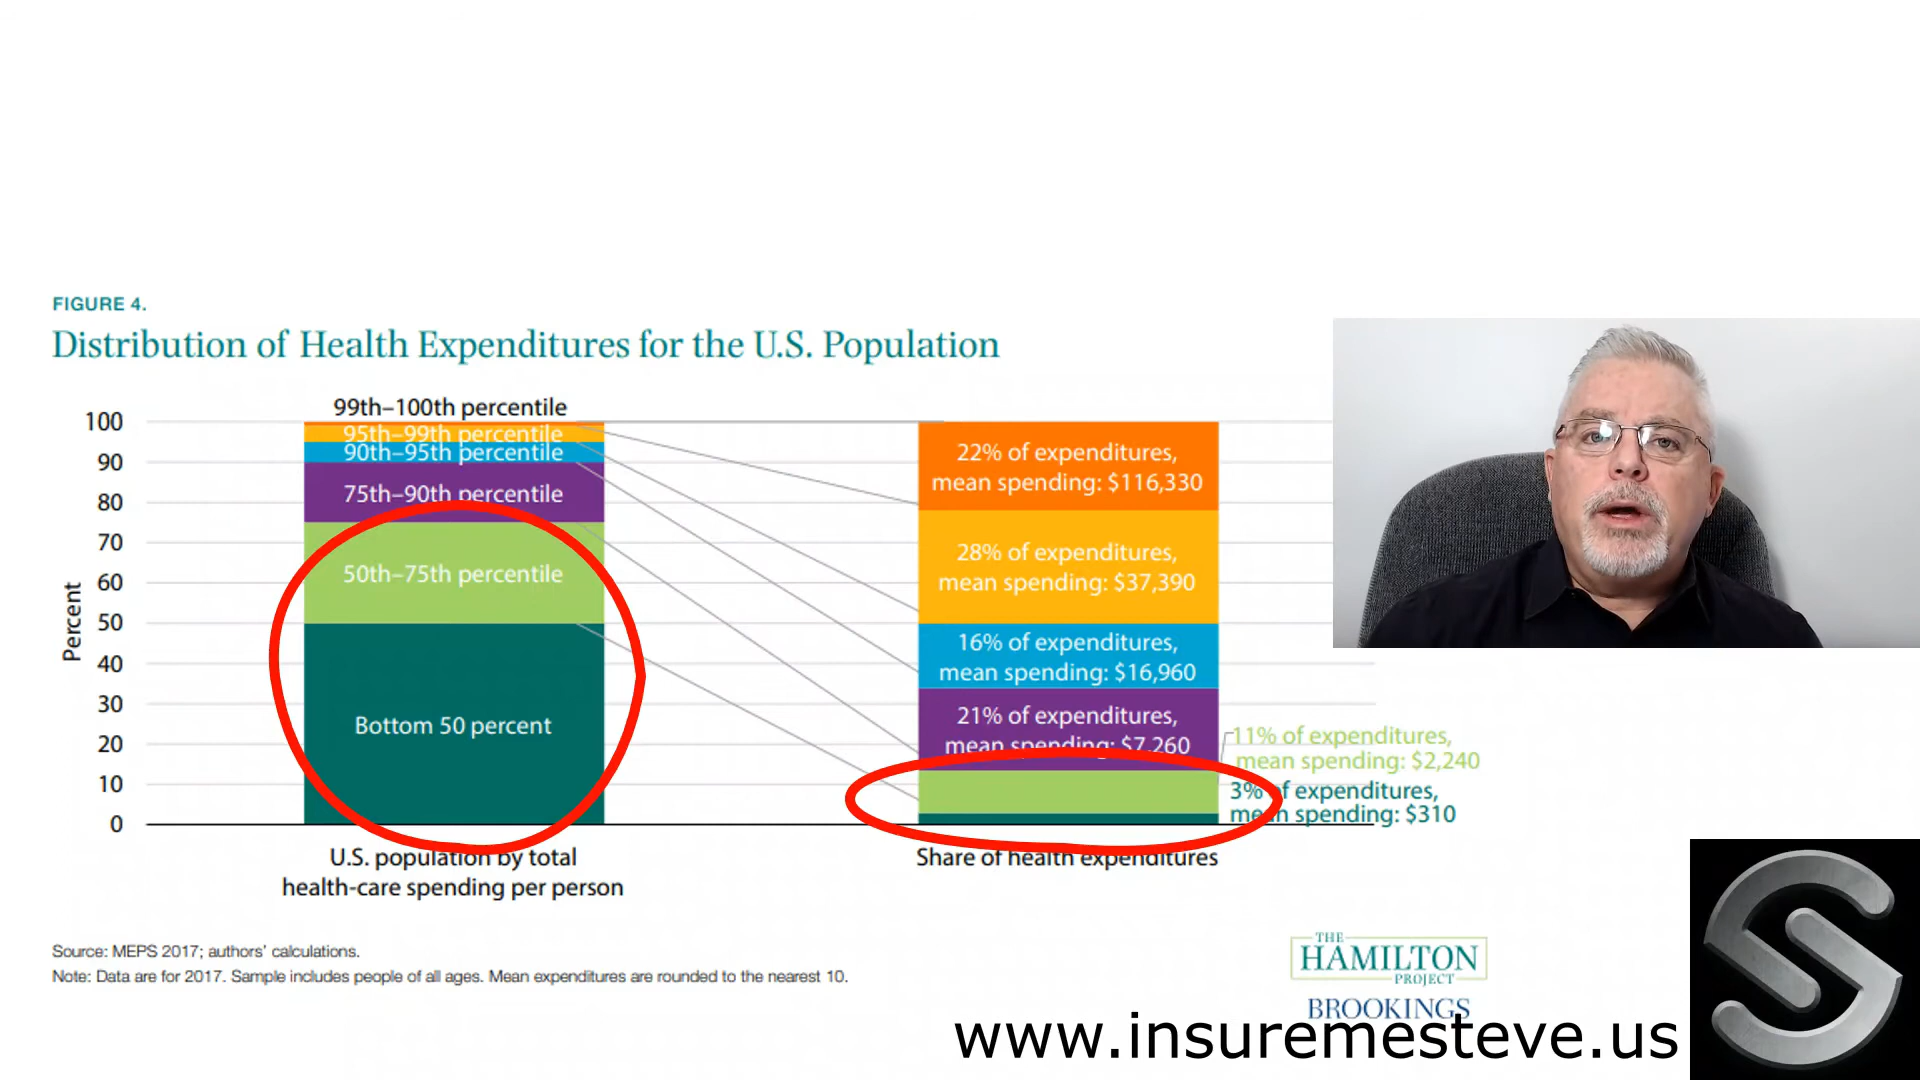 FIGURE 4.
Distribution of Health Expenditures for the U.S. Population
Percent
100
90
80
70
60
50
40
30
20
10
0
99th–100th percentile
95th–99th percentile
90th–95th percentile
75th–90th percentile
50th–75th percentile
Bottom 50 percent
22% of expenditures,
mean spending: $116,330
28% of expenditures,
mean spending: $37,390
16% of expenditures,
mean spending: $16,960
21% of expenditures,
mean spending: $7,260
11% of expenditures,
mean spending: $2,240
3% of expenditures,
mean spending: $310
U.S. population by total
health-care spending per person
Share of health expenditures
Source: MEPS 2017; authors' calculations.
Note: Data are for 2017. Sample includes people of all ages. Mean expenditures are rounded to the nearest 10.
THE
HAMILTON
PROJECT
BROOKINGS
www.insuremesteve.us